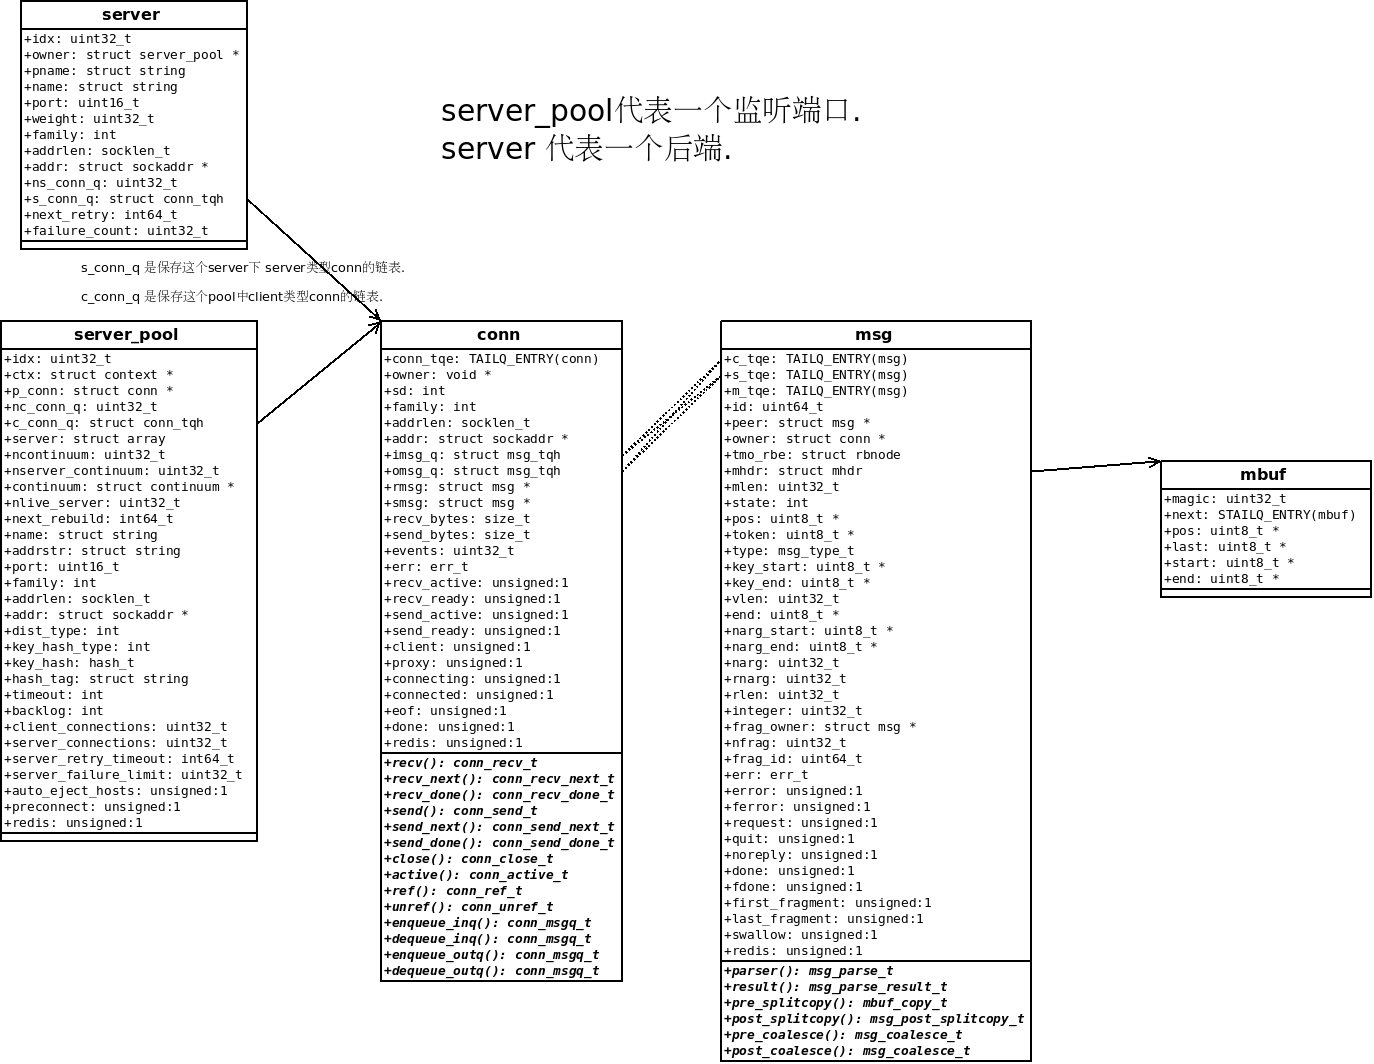 server
+idx: uint32_t
+owner: struct server_pool *
+pname: struct string
+name: struct string
+port: uint16_t
+weight: uint32_t
+family: int
+addrlen: socklen_t
+addr: struct sockaddr *
+ns_conn_q: uint32_t
+s_conn_q: struct conn_tqh
+next_retry: int64_t
+failure_count: uint32_t
server_pool代表一个监听端口.
server 代表一个后端.
s_conn_q 是保存这个server下 server类型conn的链表.
c_conn_q 是保存这个pool中client类型conn的链表.
server_pool
+idx: uint32_t
+ctx: struct context *
+p_conn: struct conn *
+nc_conn_q: uint32_t
+c_conn_q: struct conn_tqh
+server: struct array
+ncontinuum: uint32_t
+nserver_continuum: uint32_t
+continuum: struct continuum *
+nlive_server: uint32_t
+next_rebuild: int64_t
+name: struct string
+addrstr: struct string
+port: uint16_t
+family: int
+addrlen: socklen_t
+addr: struct sockaddr *
+dist_type: int
+key_hash_type: int
+key_hash: hash_t
+hash_tag: struct string
+timeout: int
+backlog: int
+client_connections: uint32_t
+server_connections: uint32_t
+server_retry_timeout: int64_t
+server_failure_limit: uint32_t
+auto_eject_hosts: unsigned:1
+preconnect: unsigned:1
+redis: unsigned:1
conn
+conn_tqe: TAILQ_ENTRY(conn)
+owner: void *
+sd: int
+family: int
+addrlen: socklen_t
+addr: struct sockaddr *
+imsg_q: struct msg_tqh
+omsg_q: struct msg_tqh
+rmsg: struct msg *
+smsg: struct msg *
+recv_bytes: size_t
+send_bytes: size_t
+events: uint32_t
+err: err_t
+recv_active: unsigned:1
+recv_ready: unsigned:1
+send_active: unsigned:1
+send_ready: unsigned:1
+client: unsigned:1
+proxy: unsigned:1
+connecting: unsigned:1
+connected: unsigned:1
+eof: unsigned:1
+done: unsigned:1
+redis: unsigned:1
+recv(): conn_recv_t
+recv_next(): conn_recv_next_t
+recv_done(): conn_recv_done_t
+send(): conn_send_t
+send_next(): conn_send_next_t
+send_done(): conn_send_done_t
+close(): conn_close_t
+active(): conn_active_t
+ref(): conn_ref_t
+unref(): conn_unref_t
+enqueue_inq(): conn_msgq_t
+dequeue_inq(): conn_msgq_t
+enqueue_outq(): conn_msgq_t
+dequeue_outq(): conn_msgq_t
msg
+c_tqe: TAILQ_ENTRY(msg)
+s_tqe: TAILQ_ENTRY(msg)
+m_tqe: TAILQ_ENTRY(msg)
+id: uint64_t
+peer: struct msg *
+owner: struct conn *
+tmo_rbe: struct rbnode
+mhdr: struct mhdr
+mlen: uint32_t
+state: int
+pos: uint8_t *
+token: uint8_t *
+type: msg_type_t
+key_start: uint8_t *
+key_end: uint8_t *
+vlen: uint32_t
+end: uint8_t *
+narg_start: uint8_t *
+narg_end: uint8_t *
+narg: uint32_t
+rnarg: uint32_t
+rlen: uint32_t
+integer: uint32_t
+frag_owner: struct msg *
+nfrag: uint32_t
+frag_id: uint64_t
+err: err_t
+error: unsigned:1
+ferror: unsigned:1
+request: unsigned:1
+quit: unsigned:1
+noreply: unsigned:1
+done: unsigned:1
+fdone: unsigned:1
+first_fragment: unsigned:1
+last_fragment: unsigned:1
+swallow: unsigned:1
+redis: unsigned:1
+parser(): msg_parse_t
+result(): msg_parse_result_t
+pre_splitcopy(): mbuf_copy_t
+post_splitcopy(): msg_post_splitcopy_t
+pre_coalesce(): msg_coalesce_t
+post_coalesce(): msg_coalesce_t
mbuf
+magic: uint32_t
+next: STAILQ_ENTRY(mbuf)
+pos: uint8_t *
+last: uint8_t *
+start: uint8_t *
+end: uint8_t *